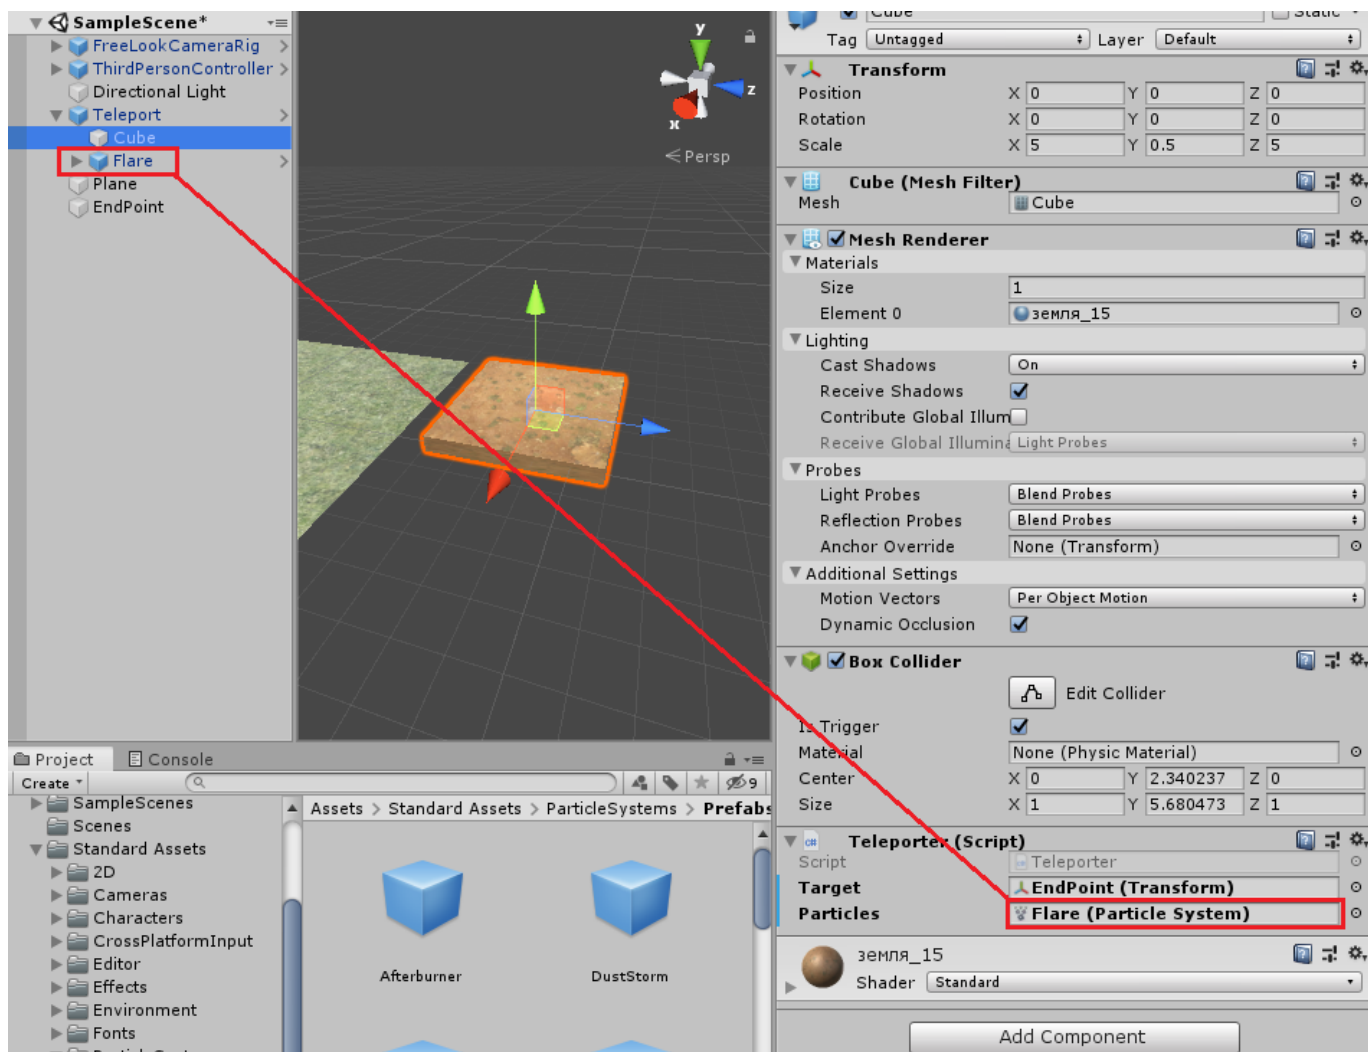 SampleScene*
FreeLookCameraRig
ThirdPersonController
Directional Light
Teleport
Cube
Flare
Plane
EndPoint
y
z
x
Persp
Cube
Static
Tag Untagged Layer Default
Transform
Position X 0 Y 0 Z 0
Rotation X 0 Y 0 Z 0
Scale X 5 Y 0.5 Z 5
Cube (Mesh Filter)
Mesh Cube
Mesh Renderer
Materials
Size 1
Element 0 земля_15
Lighting
Cast Shadows On
Receive Shadows
Contribute Global Illum
Receive Global Illumina Light Probes
Probes
Light Probes Blend Probes
Reflection Probes Blend Probes
Anchor Override None (Transform)
Additional Settings
Motion Vectors Per Object Motion
Dynamic Occlusion
Box Collider
Edit Collider
Is Trigger
Material None (Physic Material)
Center X 0 Y 2.340237 Z 0
Size X 1 Y 5.680473 Z 1
Teleporter (Script)
Script Teleporter
Target EndPoint (Transform)
Particles Flare (Particle System)
земля_15
Shader Standard
Add Component
Project Console
Create 9
SampleScenes
Scenes
Standard Assets
2D
Cameras
Characters
CrossPlatformInput
Editor
Effects
Environment
Fonts
Assets > Standard Assets > ParticleSystems > Prefabs
Afterburner
DustStorm